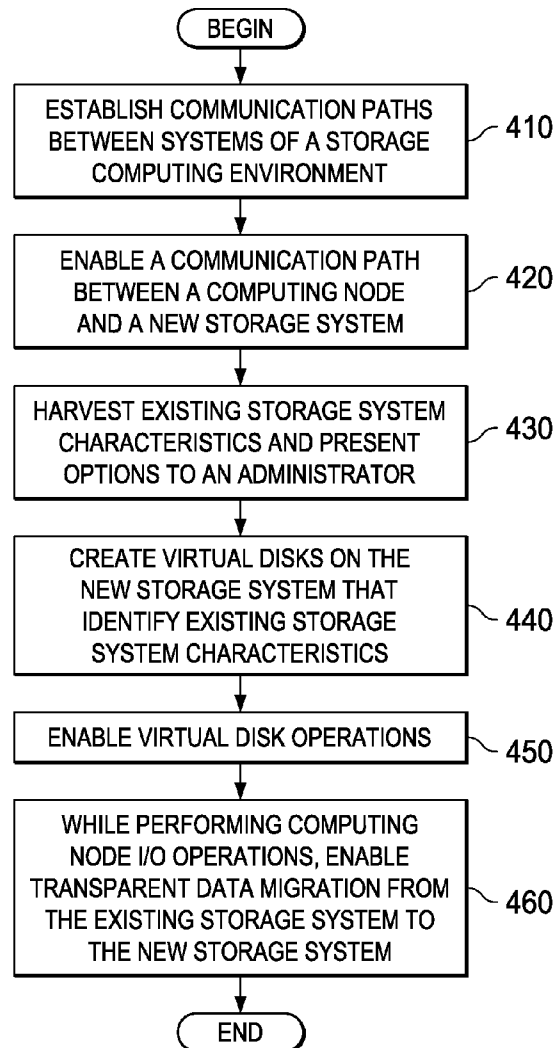 BEGIN
ESTABLISH COMMUNICATION PATHS
BETWEEN SYSTEMS OF A STORAGE
COMPUTING ENVIRONMENT
410
ENABLE A COMMUNICATION PATH
BETWEEN A COMPUTING NODE
AND A NEW STORAGE SYSTEM
420
HARVEST EXISTING STORAGE SYSTEM
CHARACTERISTICS AND PRESENT
OPTIONS TO AN ADMINISTRATOR
430
CREATE VIRTUAL DISKS ON THE
NEW STORAGE SYSTEM THAT
IDENTIFY EXISTING STORAGE
SYSTEM CHARACTERISTICS
440
ENABLE VIRTUAL DISK OPERATIONS
450
WHILE PERFORMING COMPUTING
NODE I/O OPERATIONS, ENABLE
TRANSPARENT DATA MIGRATION FROM
THE EXISTING STORAGE SYSTEM TO
THE NEW STORAGE SYSTEM
460
END